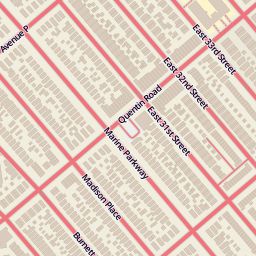 Avenue P
East 33rd Street
East 32nd Street
Quentin Road
East 31st Street
Marine Parkway
Madison Place
Burnett